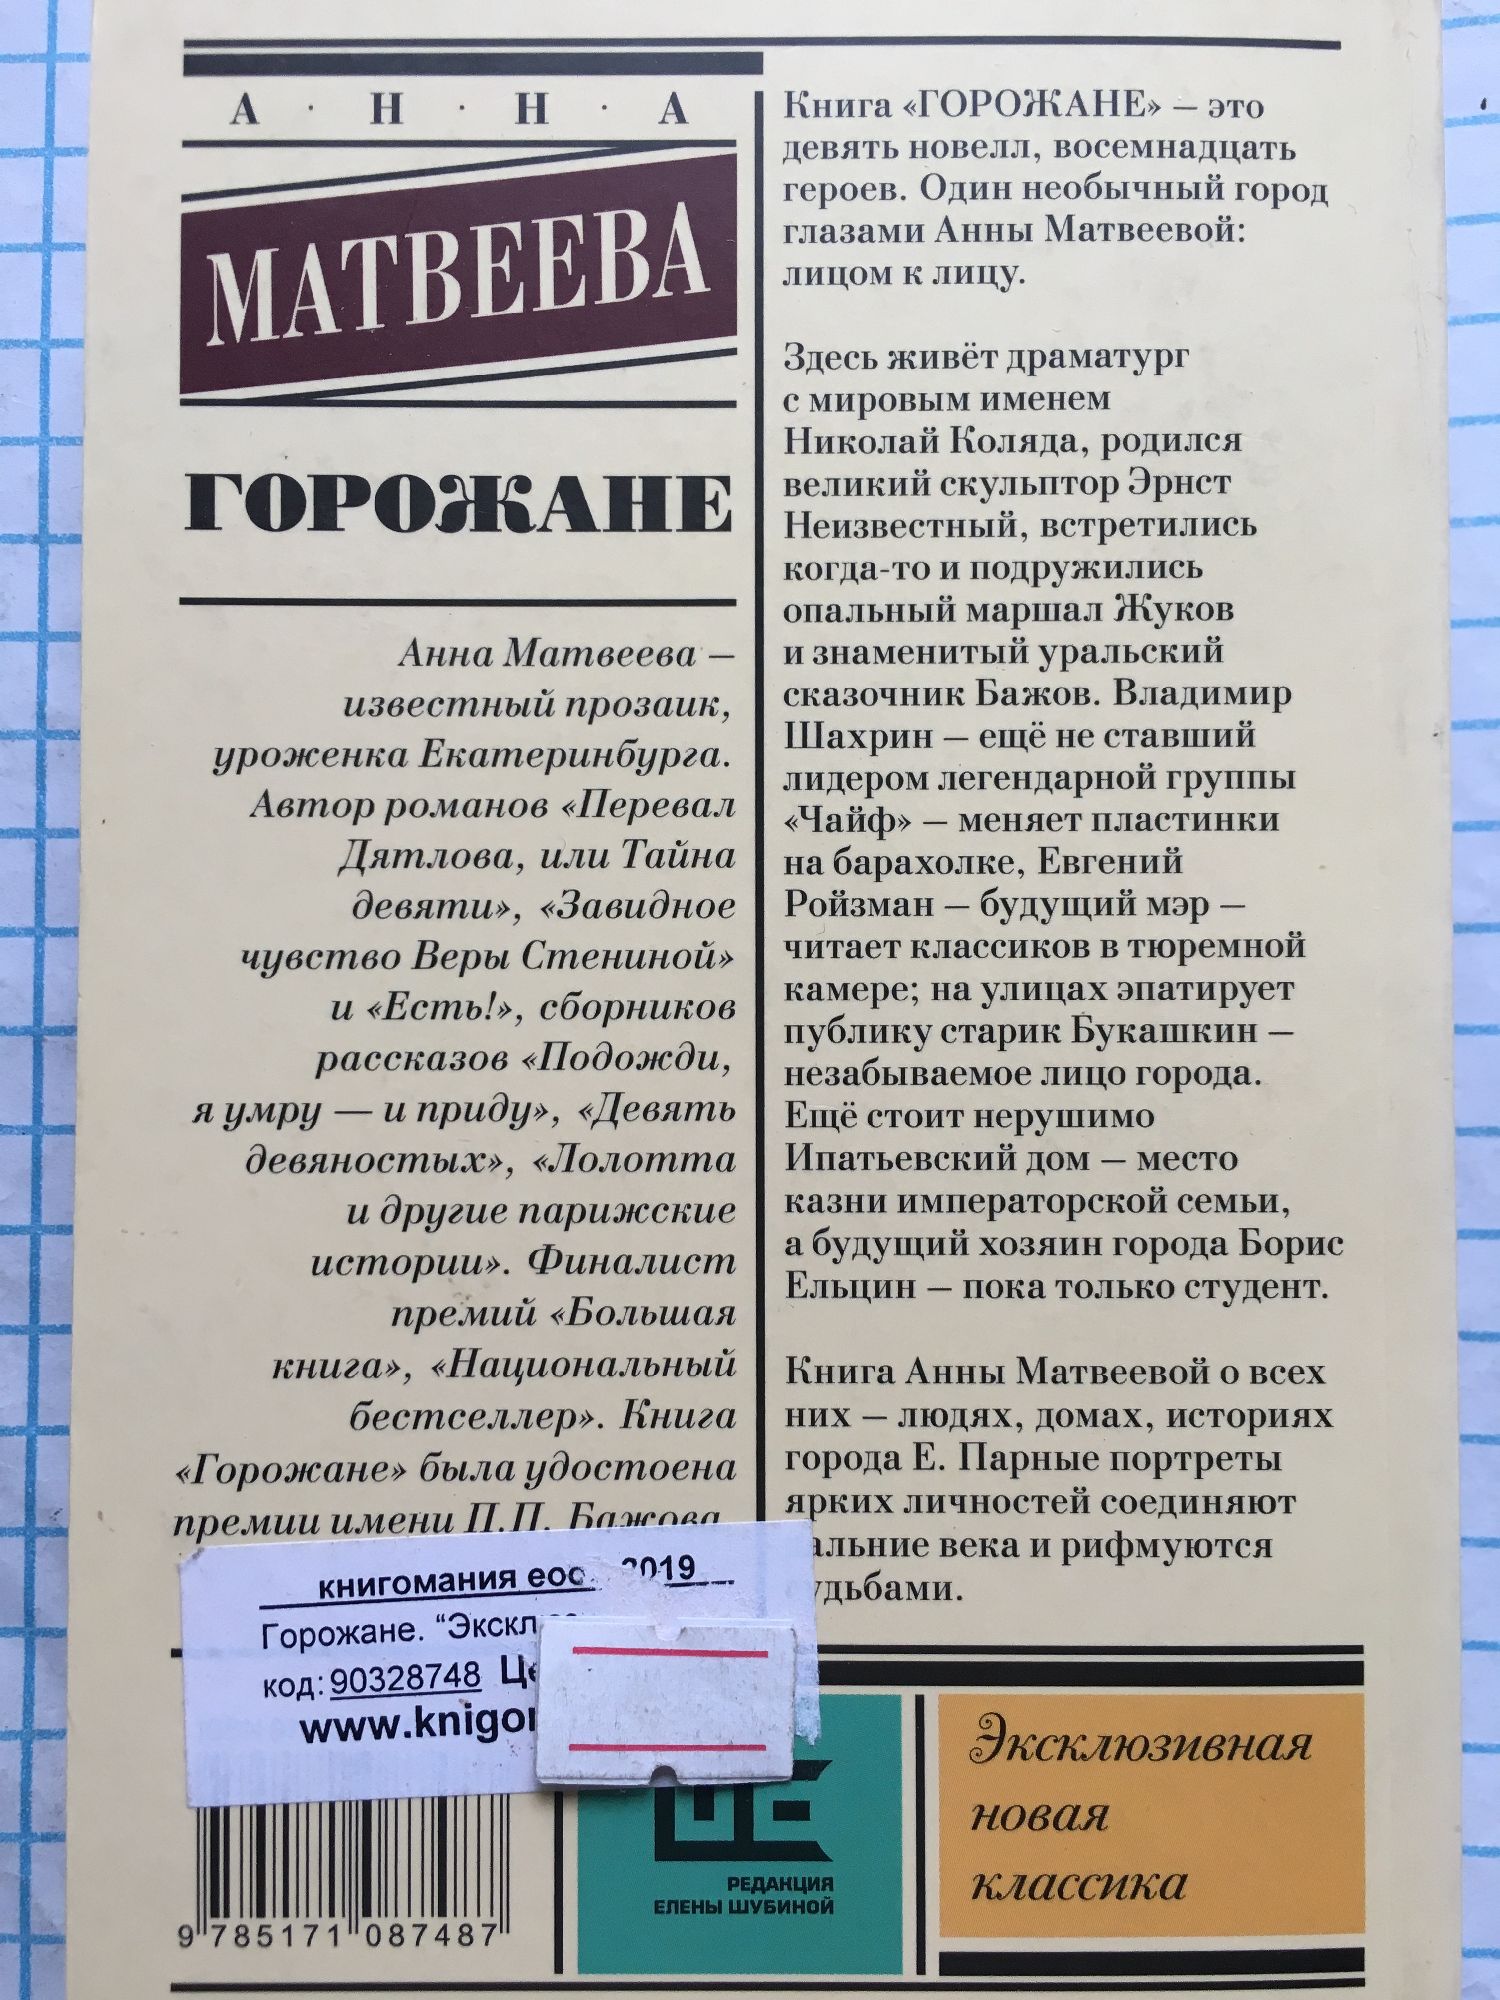 А · Н · Н · А
МАТВЕЕВА
ГОРОЖАНЕ
Анна Матвеева —
известный прозаик,
уроженка Екатеринбурга.
Автор романов «Перевал
Дятлова, или Тайна
девяти», «Завидное
чувство Веры Стениной»
и «Есть!», сборников
рассказов «Подожди,
я умру — и приду», «Девять
девяностых», «Лолотта
и другие парижские
истории». Финалист
премий «Большая
книга», «Национальный
бестселлер». Книга
«Горожане» была удостоена
премии имени П.П. Бажова.
Книга «ГОРОЖАНЕ» — это
девять новелл, восемнадцать
героев. Один необычный город
глазами Анны Матвеевой:
лицом к лицу.
Здесь живёт драматург
с мировым именем
Николай Коляда, родился
великий скульптор Эрнст
Неизвестный, встретились
когда-то и подружились
опальный маршал Жуков
и знаменитый уральский
сказочник Бажов. Владимир
Шахрин — ещё не ставший
лидером легендарной группы
«Чайф» — меняет пластинки
на барахолке, Евгений
Ройзман — будущий мэр —
читает классиков в тюремной
камере; на улицах эпатирует
публику старик Букашкин —
незабываемое лицо города.
Ещё стоит нерушимо
Ипатьевский дом — место
казни императорской семьи,
а будущий хозяин города Борис
Ельцин — пока только студент.
Книга Анны Матвеевой о всех
них — людях, домах, историях
города Е. Парные портреты
ярких личностей соединяют
века и рифмуются
книгомания 2019
Горожане.
код: 90328748
9 785171 087487
РЕДАКЦИЯ
ЕЛЕНЫ ШУБИНОЙ
Эксклюзивная
новая
классика